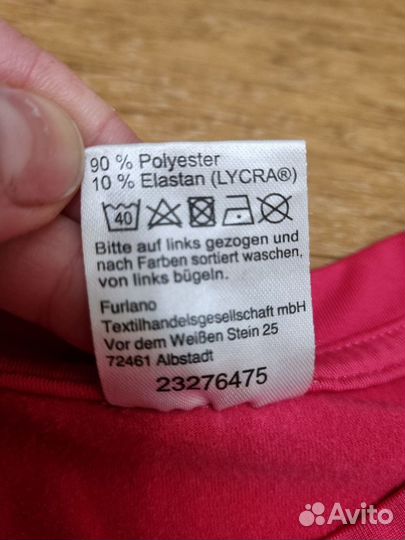 90 % Polyester
10 % Elastan (LYCRA®)
40
Bitte auf links gezogen und
nach Farben sortiert waschen,
von links bügeln.
Furlano
Textilhandelsgesellschaft mbH
Vor dem Weißen Stein 25
72461 Albstadt
23276475
Avito